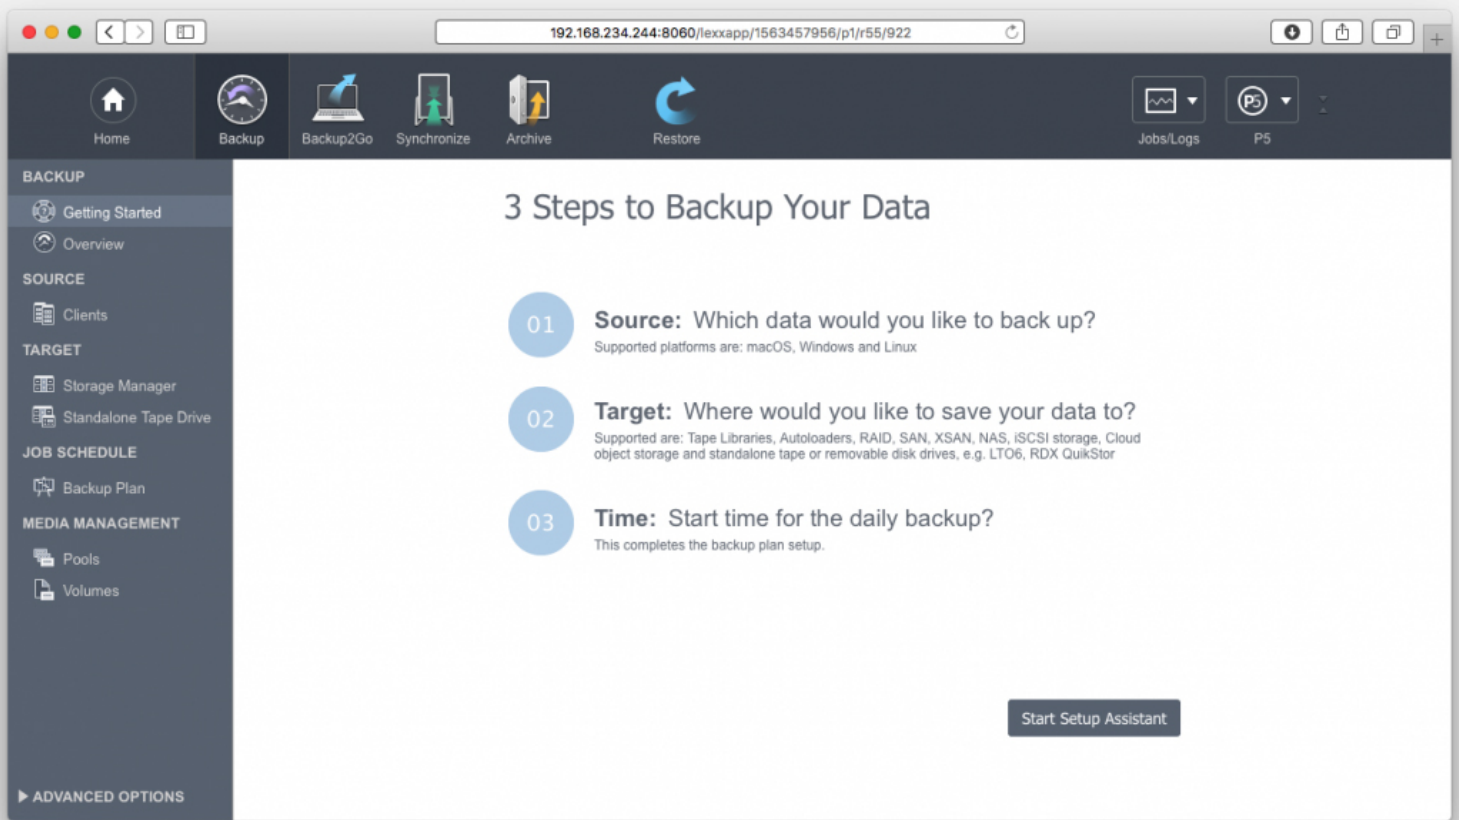 192.168.234.244:8060/lexxapp/1563457956/p1/r55/922
Home
Backup
Backup2Go
Synchronize
Archive
Restore
Jobs/Logs
P5
P5
BACKUP
Getting Started
Overview
SOURCE
Clients
TARGET
Storage Manager
Standalone Tape Drive
JOB SCHEDULE
Backup Plan
MEDIA MANAGEMENT
Pools
Volumes
ADVANCED OPTIONS
3 Steps to Backup Your Data
01
Source: Which data would you like to back up?
Supported platforms are: macOS, Windows and Linux
02
Target: Where would you like to save your data to?
Supported are: Tape Libraries, Autoloaders, RAID, SAN, XSAN, NAS, iSCSI storage, Cloud
object storage and standalone tape or removable disk drives, e.g. LTO6, RDX QuikStor
03
Time: Start time for the daily backup?
This completes the backup plan setup.
Start Setup Assistant